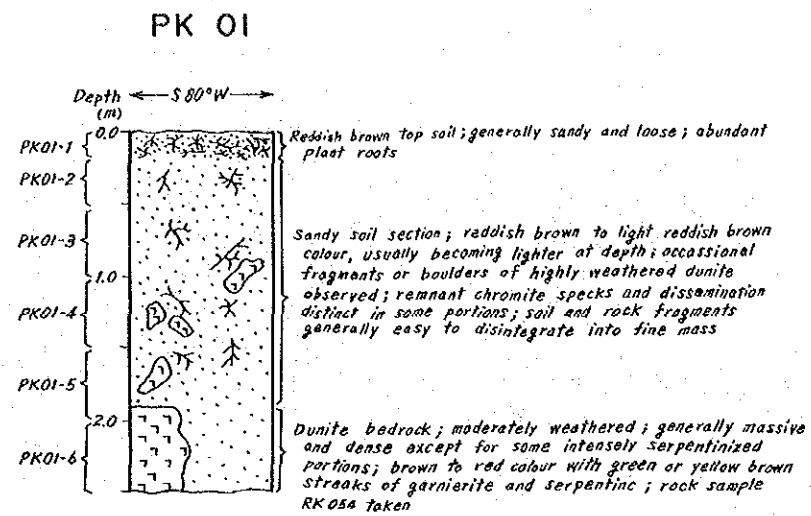 PK 01
Depth ← S 80° W →
(m)
0.0
PK01-1
Reddish brown top soil ; generally sandy and loose ; abundant
plant roots
PK01-2
PK01-3
Sandy soil section ; reddish brown to light reddish brown
colour, usually becoming lighter at depth ; occassional
fragments or boulders of highly weathered dunite
observed ; remnant chromite specks and dissemination
distinct in some portions ; soil and rock fragments
generally easy to disintegrate into fine mass
1.0
PK01-4
PK01-5
2.0
PK01-6
Dunite bedrock ; moderately weathered ; generally massive
and dense except for some intensely serpentinized
portions ; brown to red colour with green or yellow brown
streaks of garnierite and serpentine ; rock sample
RK 054 taken